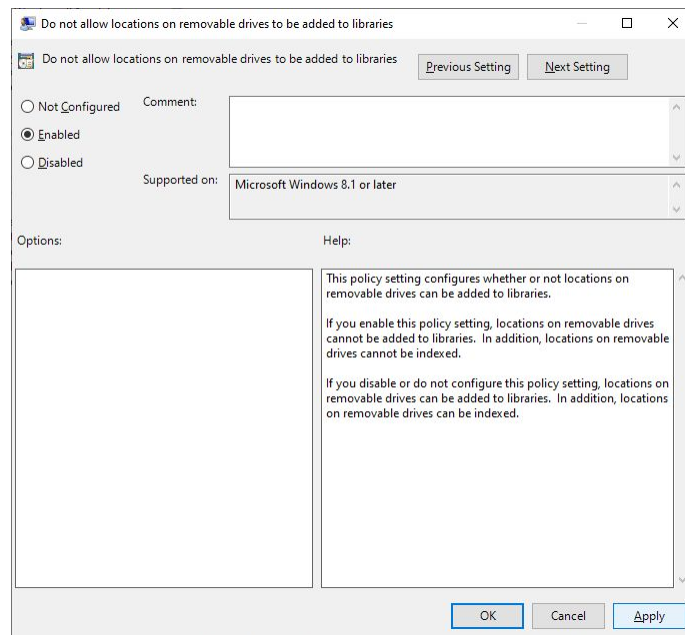 Do not allow locations on removable drives to be added to libraries
Do not allow locations on removable drives to be added to libraries
Previous Setting
Next Setting
Not Configured
Enabled
Disabled
Comment:
Supported on:
Microsoft Windows 8.1 or later
Options:
Help:
This policy setting configures whether or not locations on
removable drives can be added to libraries.
If you enable this policy setting, locations on removable drives
cannot be added to libraries.  In addition, locations on removable
drives cannot be indexed.
If you disable or do not configure this policy setting, locations on
removable drives can be added to libraries.  In addition, locations
on removable drives can be indexed.
OK
Cancel
Apply